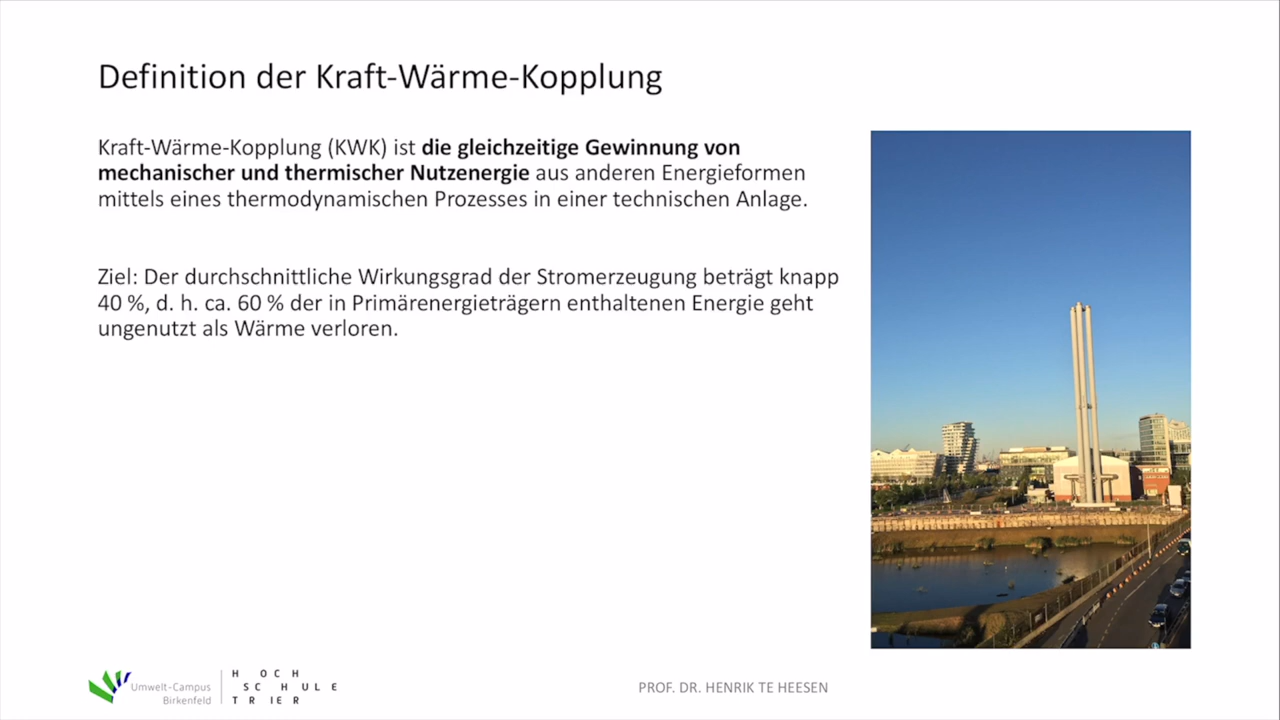 Definition der Kraft-Wärme-Kopplung
Kraft-Wärme-Kopplung (KWK) ist die gleichzeitige Gewinnung von
mechanischer und thermischer Nutzenergie aus anderen Energieformen
mittels eines thermodynamischen Prozesses in einer technischen Anlage.
Ziel: Der durchschnittliche Wirkungsgrad der Stromerzeugung beträgt knapp
40 %, d. h. ca. 60 % der in Primärenergieträgern enthaltenen Energie geht
ungenutzt als Wärme verloren.
Umwelt-Campus
Birkenfeld
HOCH
SCHULE
TRIER
PROF. DR. HENRIK TE HEESEN